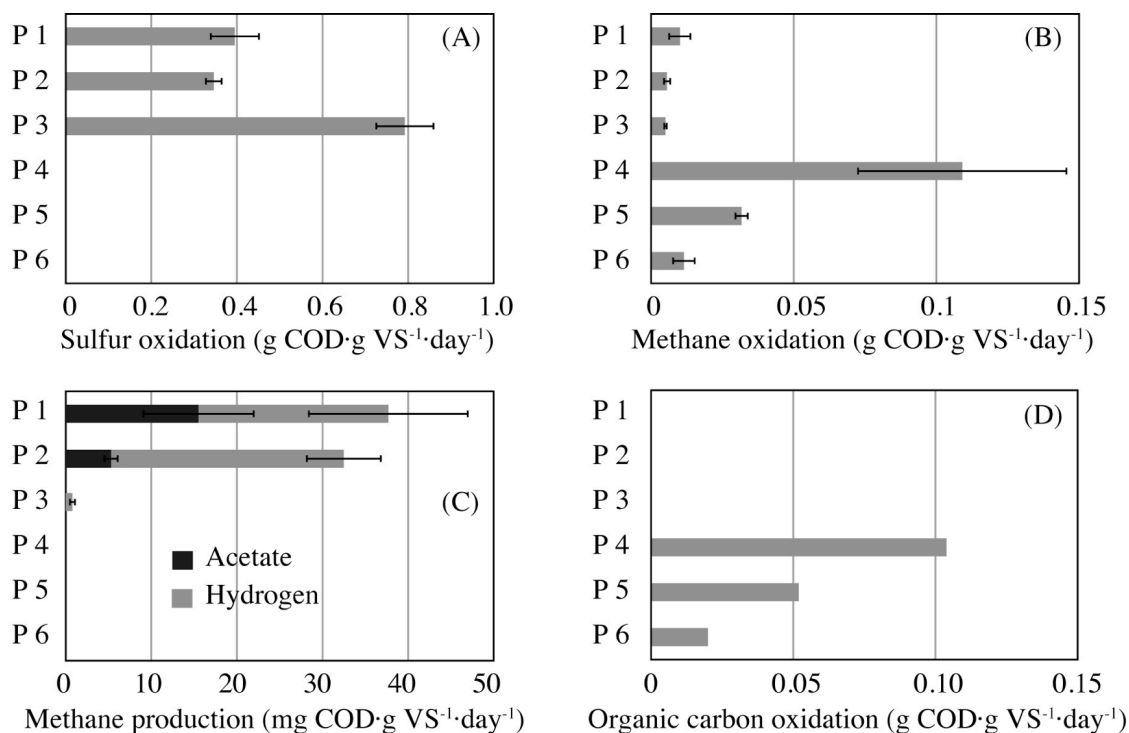 P 1
(A)
P 2
P 3
P 4
P 5
P 6
0 0.2 0.4 0.6 0.8 1.0
Sulfur oxidation (g COD·g VS⁻¹·day⁻¹)
P 1
(B)
P 2
P 3
P 4
P 5
P 6
0 0.05 0.1 0.15
Methane oxidation (g COD·g VS⁻¹·day⁻¹)
P 1
P 2
P 3
(C)
P 4
Acetate
P 5
Hydrogen
P 6
0 10 20 30 40 50
Methane production (mg COD·g VS⁻¹·day⁻¹)
P 1
(D)
P 2
P 3
P 4
P 5
P 6
0 0.05 0.10 0.15
Organic carbon oxidation (g COD·g VS⁻¹·day⁻¹)